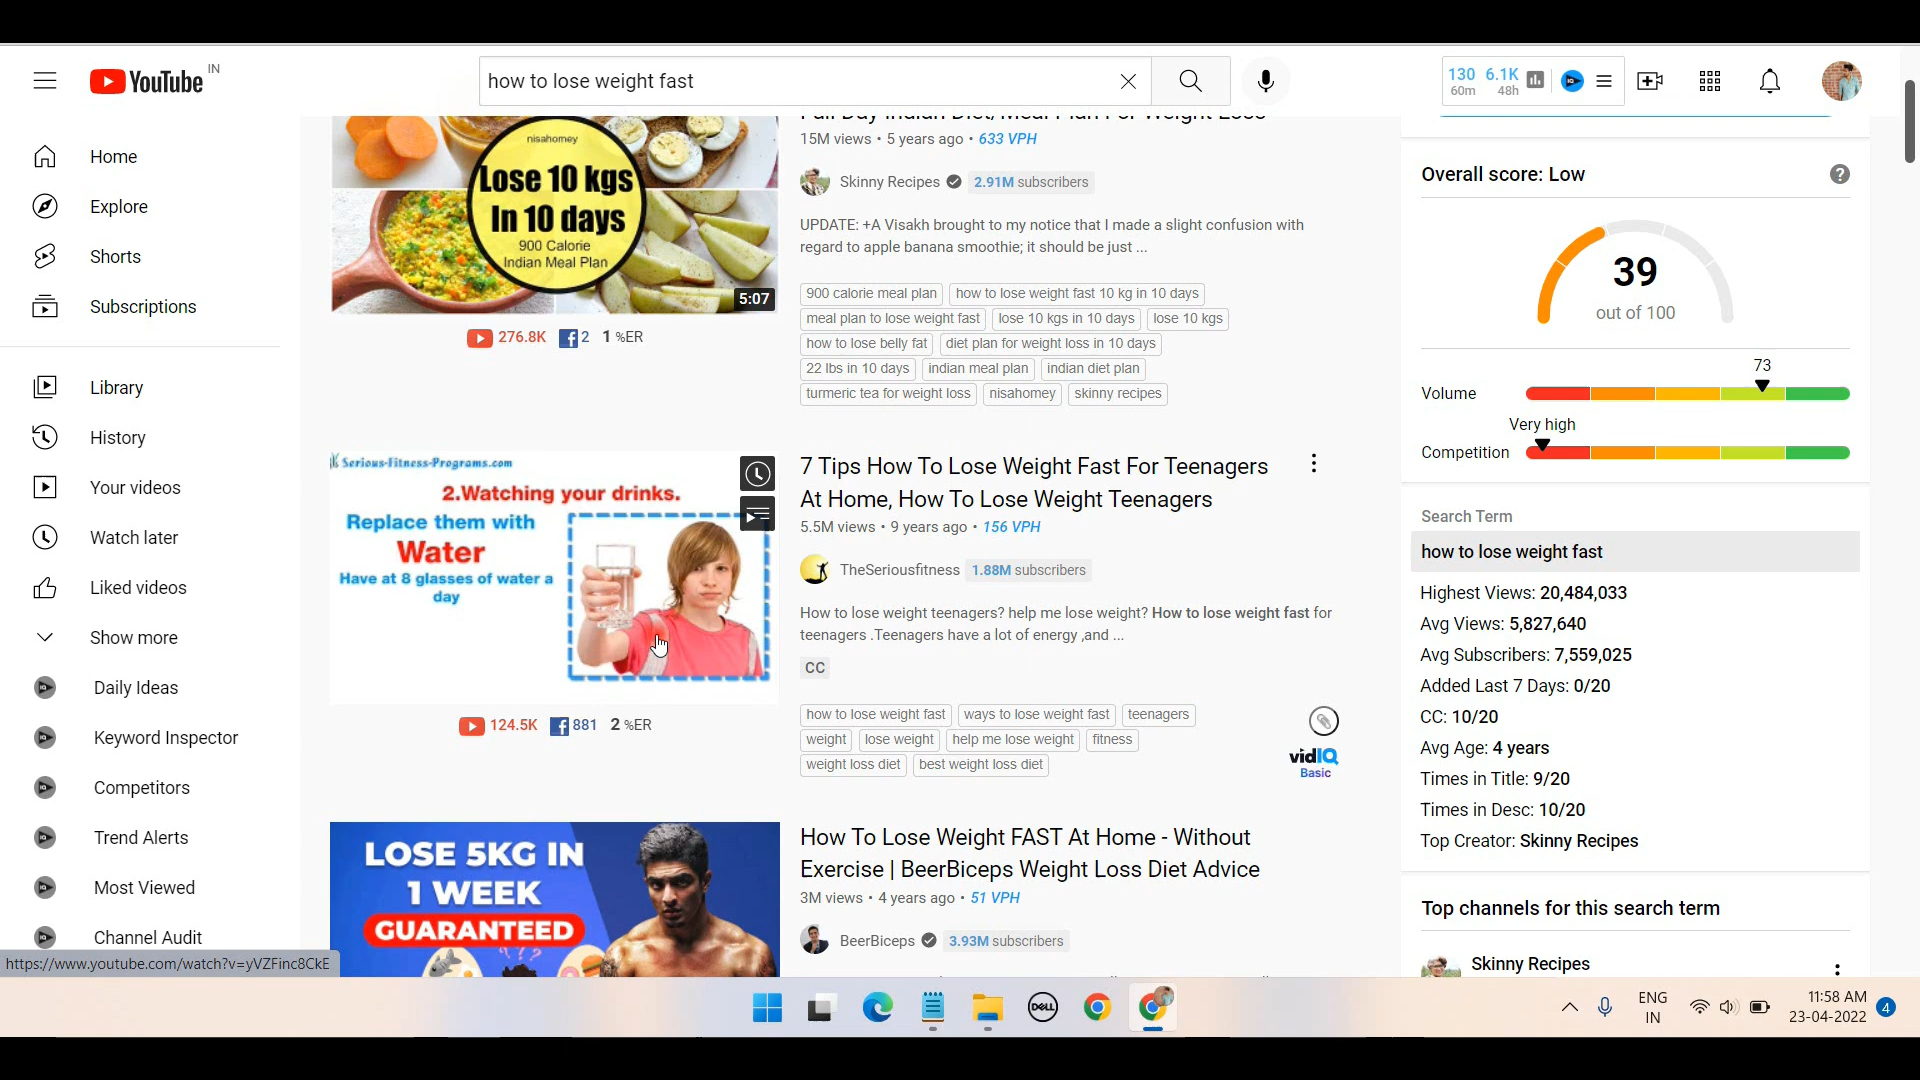 YouTube IN
how to lose weight fast
130 6.1K
60m 48h
Home
Explore
Shorts
Subscriptions
Library
History
Your videos
Watch later
Liked videos
Show more
Daily Ideas
Keyword Inspector
Competitors
Trend Alerts
Most Viewed
Channel Audit
https://www.youtube.com/watch?v=yVZFinc8CkE
nisahomey
Lose 10 kgs
In 10 days
900 Calorie
Indian Meal Plan
5:07
276.8K 2 1 %ER
Full Day Indian Diet/Meal Plan For Weight Loss
15M views • 5 years ago • 633 VPH
Skinny Recipes 2.91M subscribers
UPDATE: +A Visakh brought to my notice that I made a slight confusion with
regard to apple banana smoothie; it should be just ...
900 calorie meal plan how to lose weight fast 10 kg in 10 days
meal plan to lose weight fast lose 10 kgs in 10 days lose 10 kgs
how to lose belly fat diet plan for weight loss in 10 days
22 lbs in 10 days indian meal plan indian diet plan
turmeric tea for weight loss nisahomey skinny recipes
Serious-Fitness-Programs.com
2.Watching your drinks.
Replace them with
Water
Have at 8 glasses of water a
day
124.5K 881 2 %ER
7 Tips How To Lose Weight Fast For Teenagers
At Home, How To Lose Weight Teenagers
5.5M views • 9 years ago • 156 VPH
TheSeriousfitness 1.88M subscribers
How to lose weight teenagers? help me lose weight? How to lose weight fast for
teenagers .Teenagers have a lot of energy ,and ...
CC
how to lose weight fast ways to lose weight fast teenagers
weight lose weight help me lose weight fitness
weight loss diet best weight loss diet
vidIQ
Basic
LOSE 5KG IN
1 WEEK
GUARANTEED
How To Lose Weight FAST At Home - Without
Exercise | BeerBiceps Weight Loss Diet Advice
3M views • 4 years ago • 51 VPH
BeerBiceps 3.93M subscribers
Overall score: Low
39
out of 100
73
Volume
Very high
Competition
Search Term
how to lose weight fast
Highest Views: 20,484,033
Avg Views: 5,827,640
Avg Subscribers: 7,559,025
Added Last 7 Days: 0/20
CC: 10/20
Avg Age: 4 years
Times in Title: 9/20
Times in Desc: 10/20
Top Creator: Skinny Recipes
Top channels for this search term
Skinny Recipes
DELL
ENG
IN
11:58 AM
23-04-2022
4